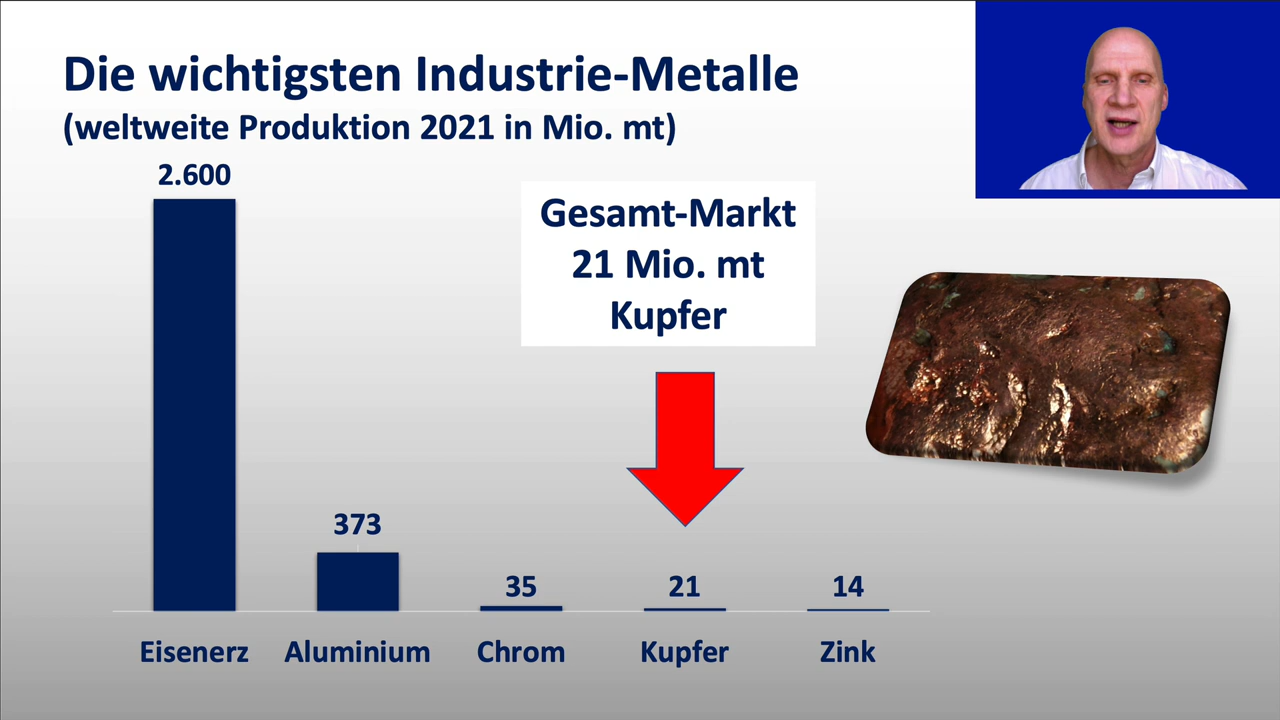 Die wichtigsten Industrie-Metalle
(weltweite Produktion 2021 in Mio. mt)
2.600
Gesamt-Markt
21 Mio. mt
Kupfer
373
35
21
14
Eisenerz
Aluminium
Chrom
Kupfer
Zink